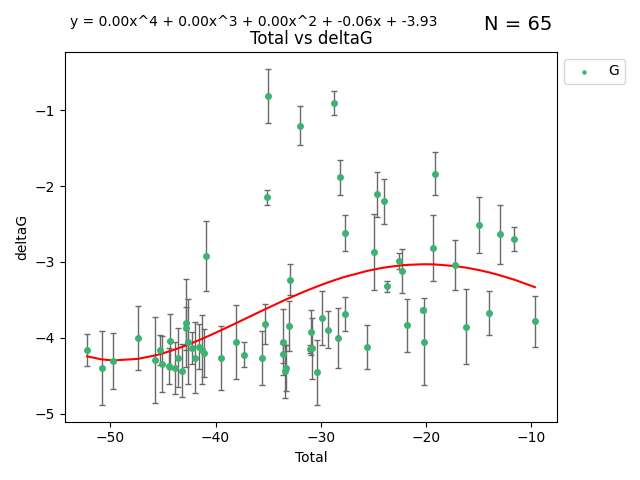 y = 0.00x^4 + 0.00x^3 + 0.00x^2 + -0.06x + -3.93
N = 65
Total vs deltaG
G
deltaG
−1
−2
−3
−4
−5
−50 −40 −30 −20 −10
Total